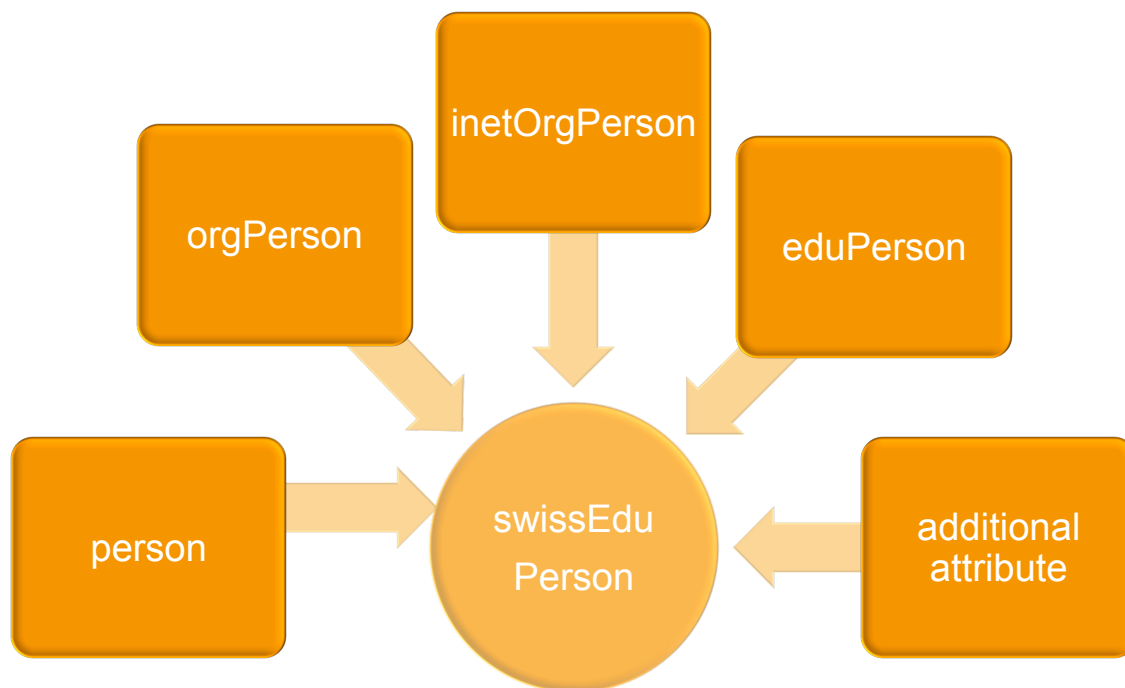 inetOrgPerson
orgPerson
eduPerson
person
swissEdu
Person
additional
attribute